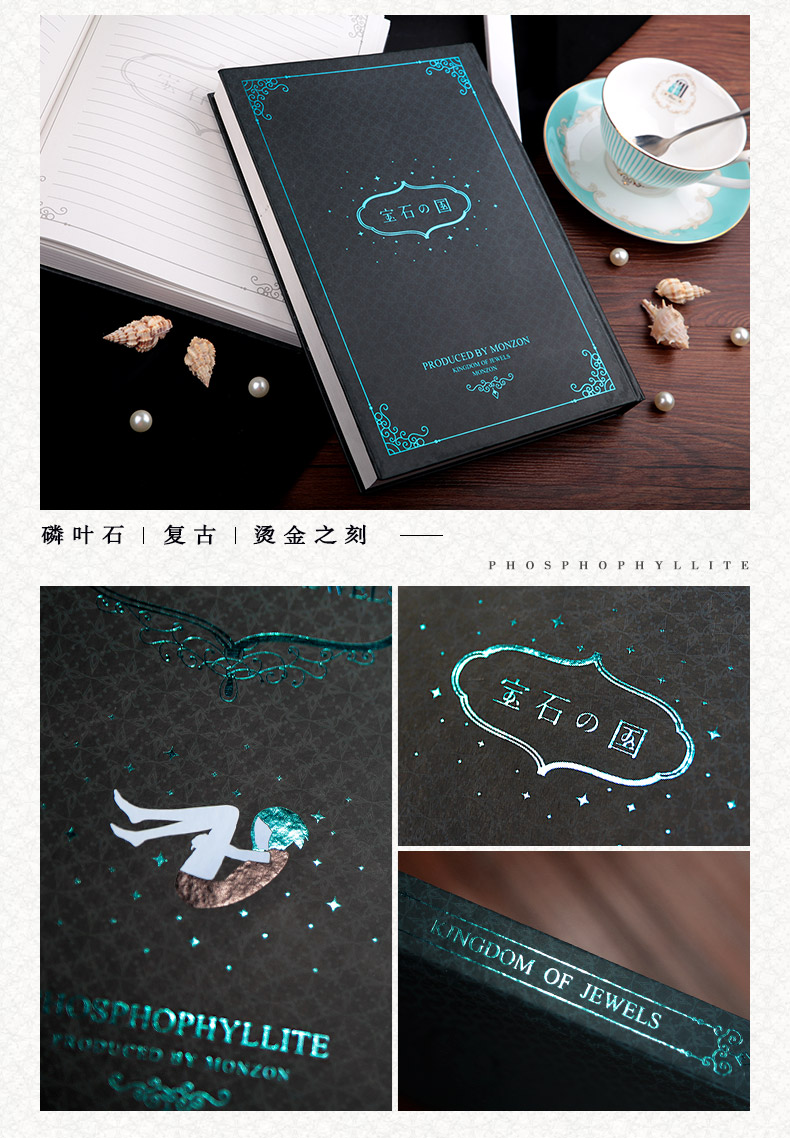 宝石の国
PRODUCED BY MONZON
KINGDOM OF JEWELS
MONZON
磷叶石 | 复古 | 烫金之刻
PHOSPHOPHYLLITE
宝石の国
PHOSPHOPHYLLITE
PRODUCED BY MONZON
KINGDOM OF JEWELS